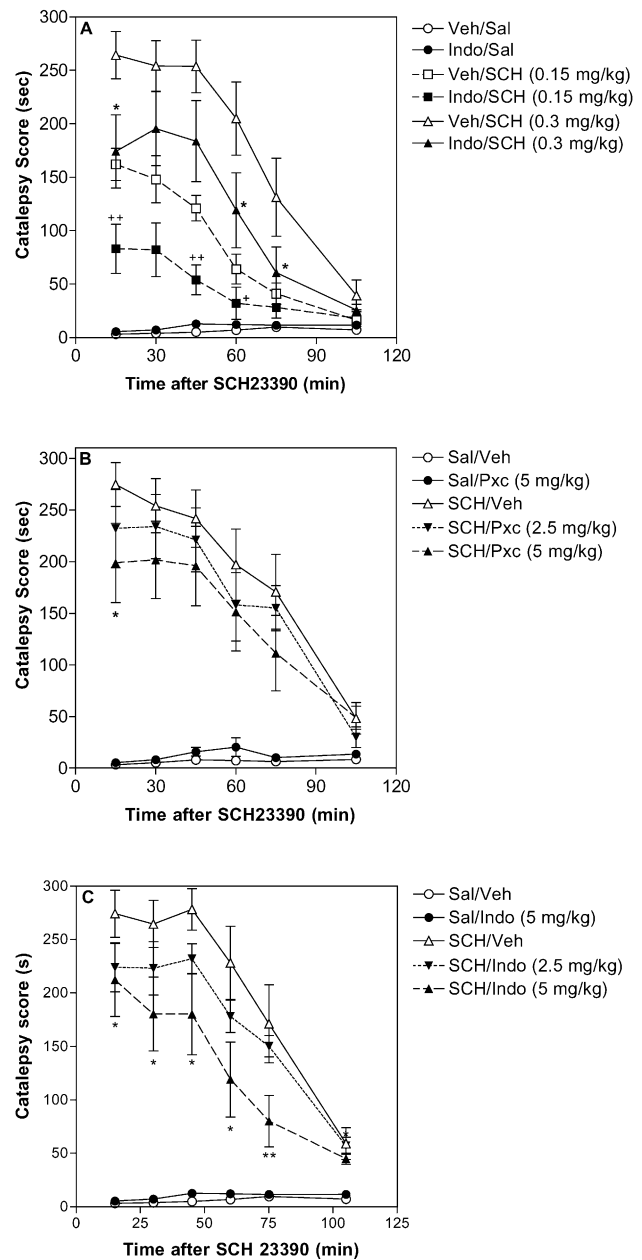 A
300
250
200
150
100
50
0
0 30 60 90 120
Catalepsy Score (sec)
Time after SCH23390 (min)
*
++
++
*
*
+
Veh/Sal
Indo/Sal
Veh/SCH (0.15 mg/kg)
Indo/SCH (0.15 mg/kg)
Veh/SCH (0.3 mg/kg)
Indo/SCH (0.3 mg/kg)
B
300
250
200
150
100
50
0
0 30 60 90 120
Catalepsy Score (sec)
Time after SCH23390 (min)
*
Sal/Veh
Sal/Pxc (5 mg/kg)
SCH/Veh
SCH/Pxc (2.5 mg/kg)
SCH/Pxc (5 mg/kg)
C
300
250
200
150
100
50
0
0 25 50 75 100 125
Catalepsy score (s)
Time after SCH 23390 (min)
*
*
*
*
**
Sal/Veh
Sal/Indo (5 mg/kg)
SCH/Veh
SCH/Indo (2.5 mg/kg)
SCH/Indo (5 mg/kg)